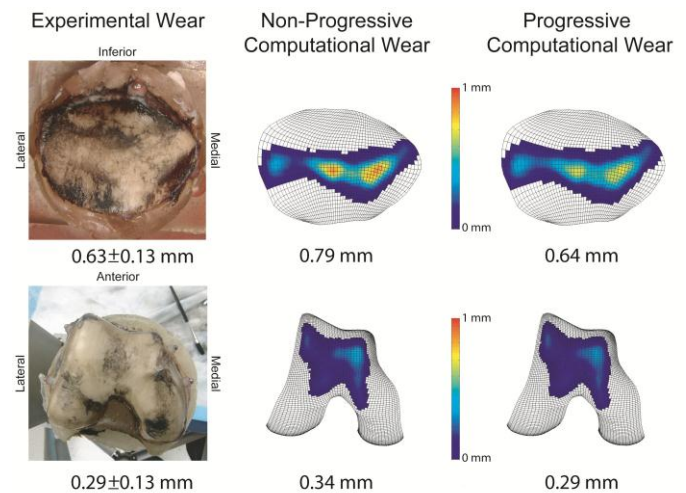 Experimental Wear
Non-Progressive
Computational Wear
Progressive
Computational Wear
Inferior
Lateral
Medial
1 mm
0 mm
0.63±0.13 mm
0.79 mm
0.64 mm
Anterior
Lateral
Medial
1 mm
0 mm
0.29±0.13 mm
0.34 mm
0.29 mm